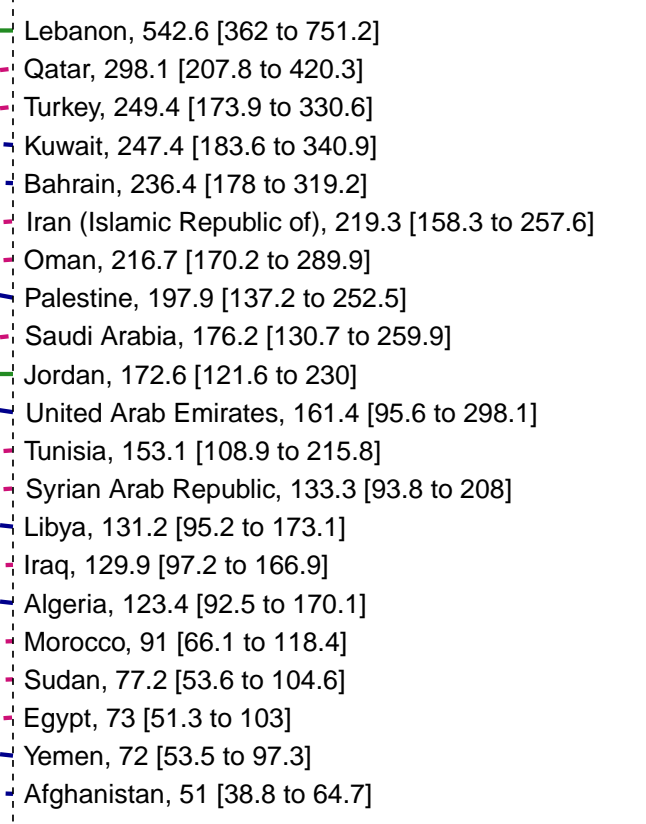 Lebanon, 542.6 [362 to 751.2]
Qatar, 298.1 [207.8 to 420.3]
Turkey, 249.4 [173.9 to 330.6]
Kuwait, 247.4 [183.6 to 340.9]
Bahrain, 236.4 [178 to 319.2]
Iran (Islamic Republic of), 219.3 [158.3 to 257.6]
Oman, 216.7 [170.2 to 289.9]
Palestine, 197.9 [137.2 to 252.5]
Saudi Arabia, 176.2 [130.7 to 259.9]
Jordan, 172.6 [121.6 to 230]
United Arab Emirates, 161.4 [95.6 to 298.1]
Tunisia, 153.1 [108.9 to 215.8]
Syrian Arab Republic, 133.3 [93.8 to 208]
Libya, 131.2 [95.2 to 173.1]
Iraq, 129.9 [97.2 to 166.9]
Algeria, 123.4 [92.5 to 170.1]
Morocco, 91 [66.1 to 118.4]
Sudan, 77.2 [53.6 to 104.6]
Egypt, 73 [51.3 to 103]
Yemen, 72 [53.5 to 97.3]
Afghanistan, 51 [38.8 to 64.7]